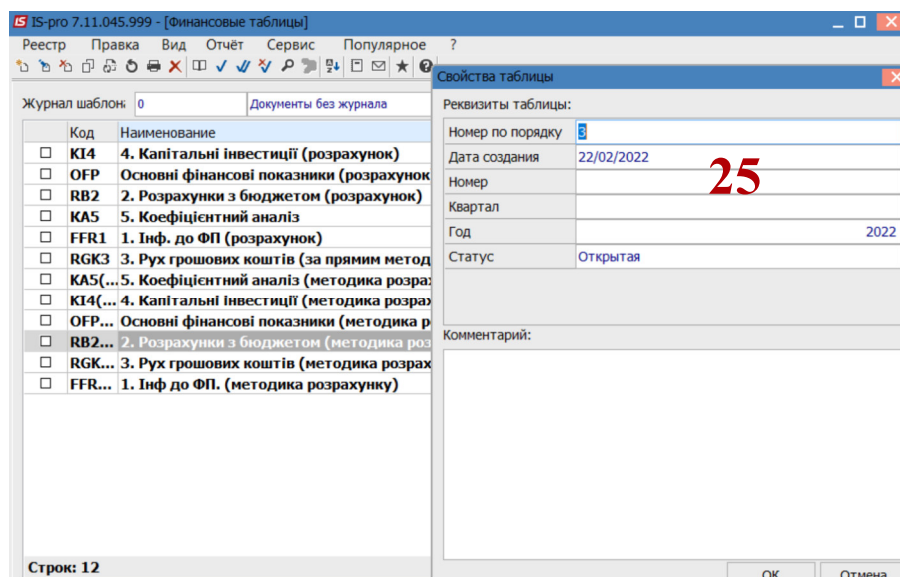 IS-pro 7.11.045.999 - [Финансовые таблицы]
Реестр Правка Вид Отчёт Сервис Популярное ?
Журнал шаблон 0 Документы без журнала
Код Наименование
KI4 4. Капітальні інвестиції (розрахунок)
OFP Основні фінансові показники (розрахунок
RB2 2. Розрахунки з бюджетом (розрахунок)
KA5 5. Коефіцієнтний аналіз
FFR1 1. Інф. до ФП (розрахунок)
RGK3 3. Рух грошових коштів (за прямим метод
KA5(... 5. Коефіцієнтний аналіз (методика розра
KI4(... 4. Капітальні інвестиції (методика розра
OFP... Основні фінансові показники (методика р
RB2... 2. Розрахунки з бюджетом (методика роз
RGK... 3. Рух грошових коштів (методика розрах
FFR... 1. Інф до ФП. (методика розрахунку)
Строк: 12
Свойства таблицы
Реквизиты таблицы:
Номер по порядку 3
Дата создания 22/02/2022
25
Номер
Квартал
Год 2022
Статус Открытая
Комментарий:
ОК Отмена